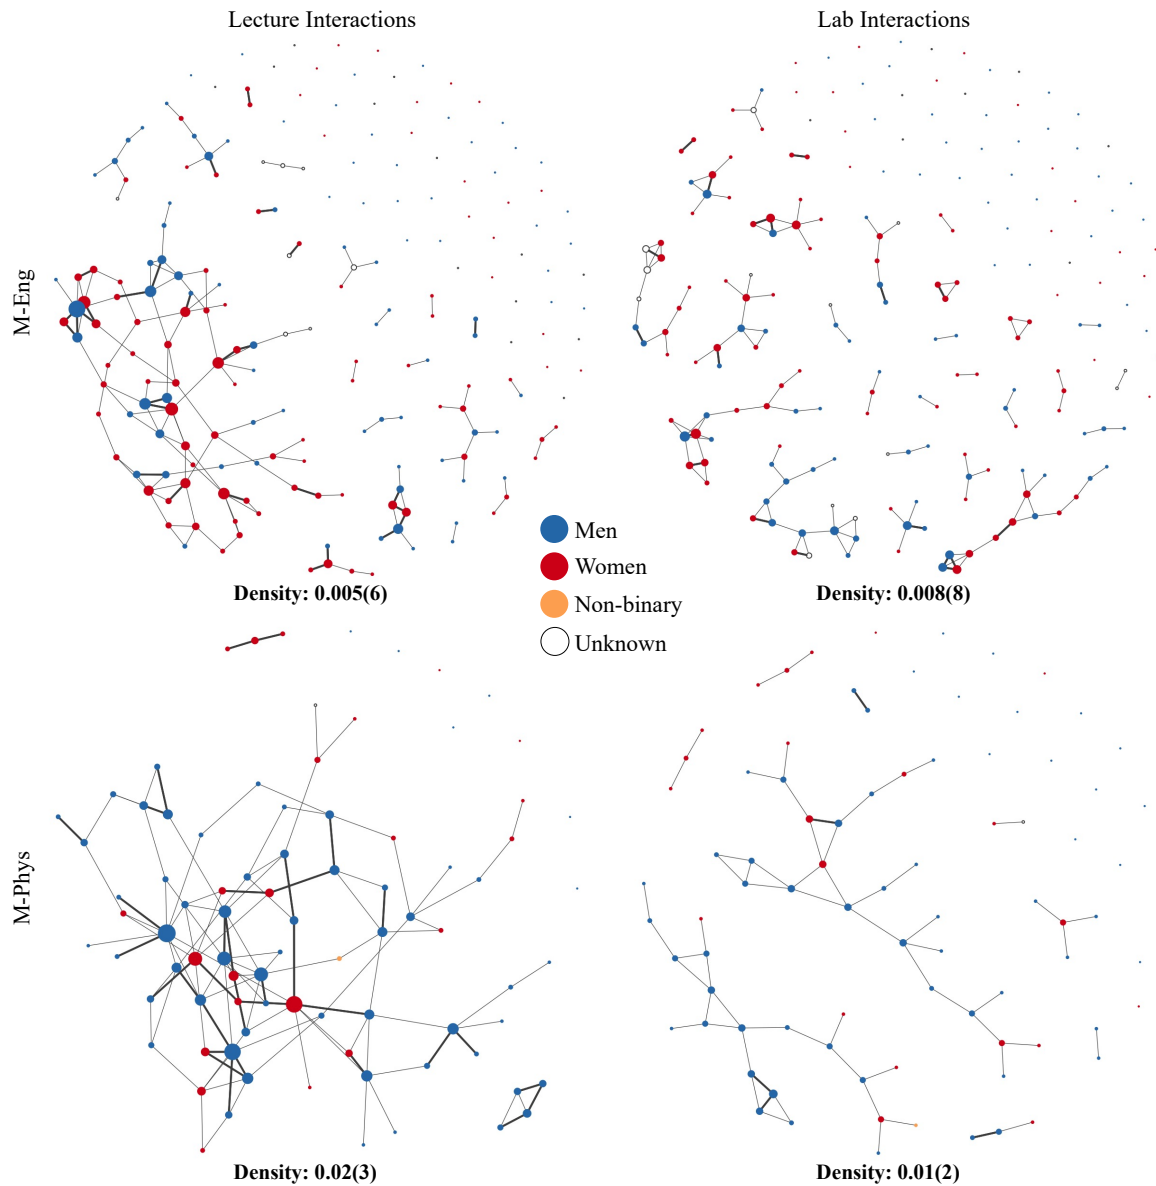 Lecture Interactions
Lab Interactions
M-Eng
Men
Women
Non-binary
Unknown
Density: 0.005(6)
Density: 0.008(8)
M-Phys
Density: 0.02(3)
Density: 0.01(2)